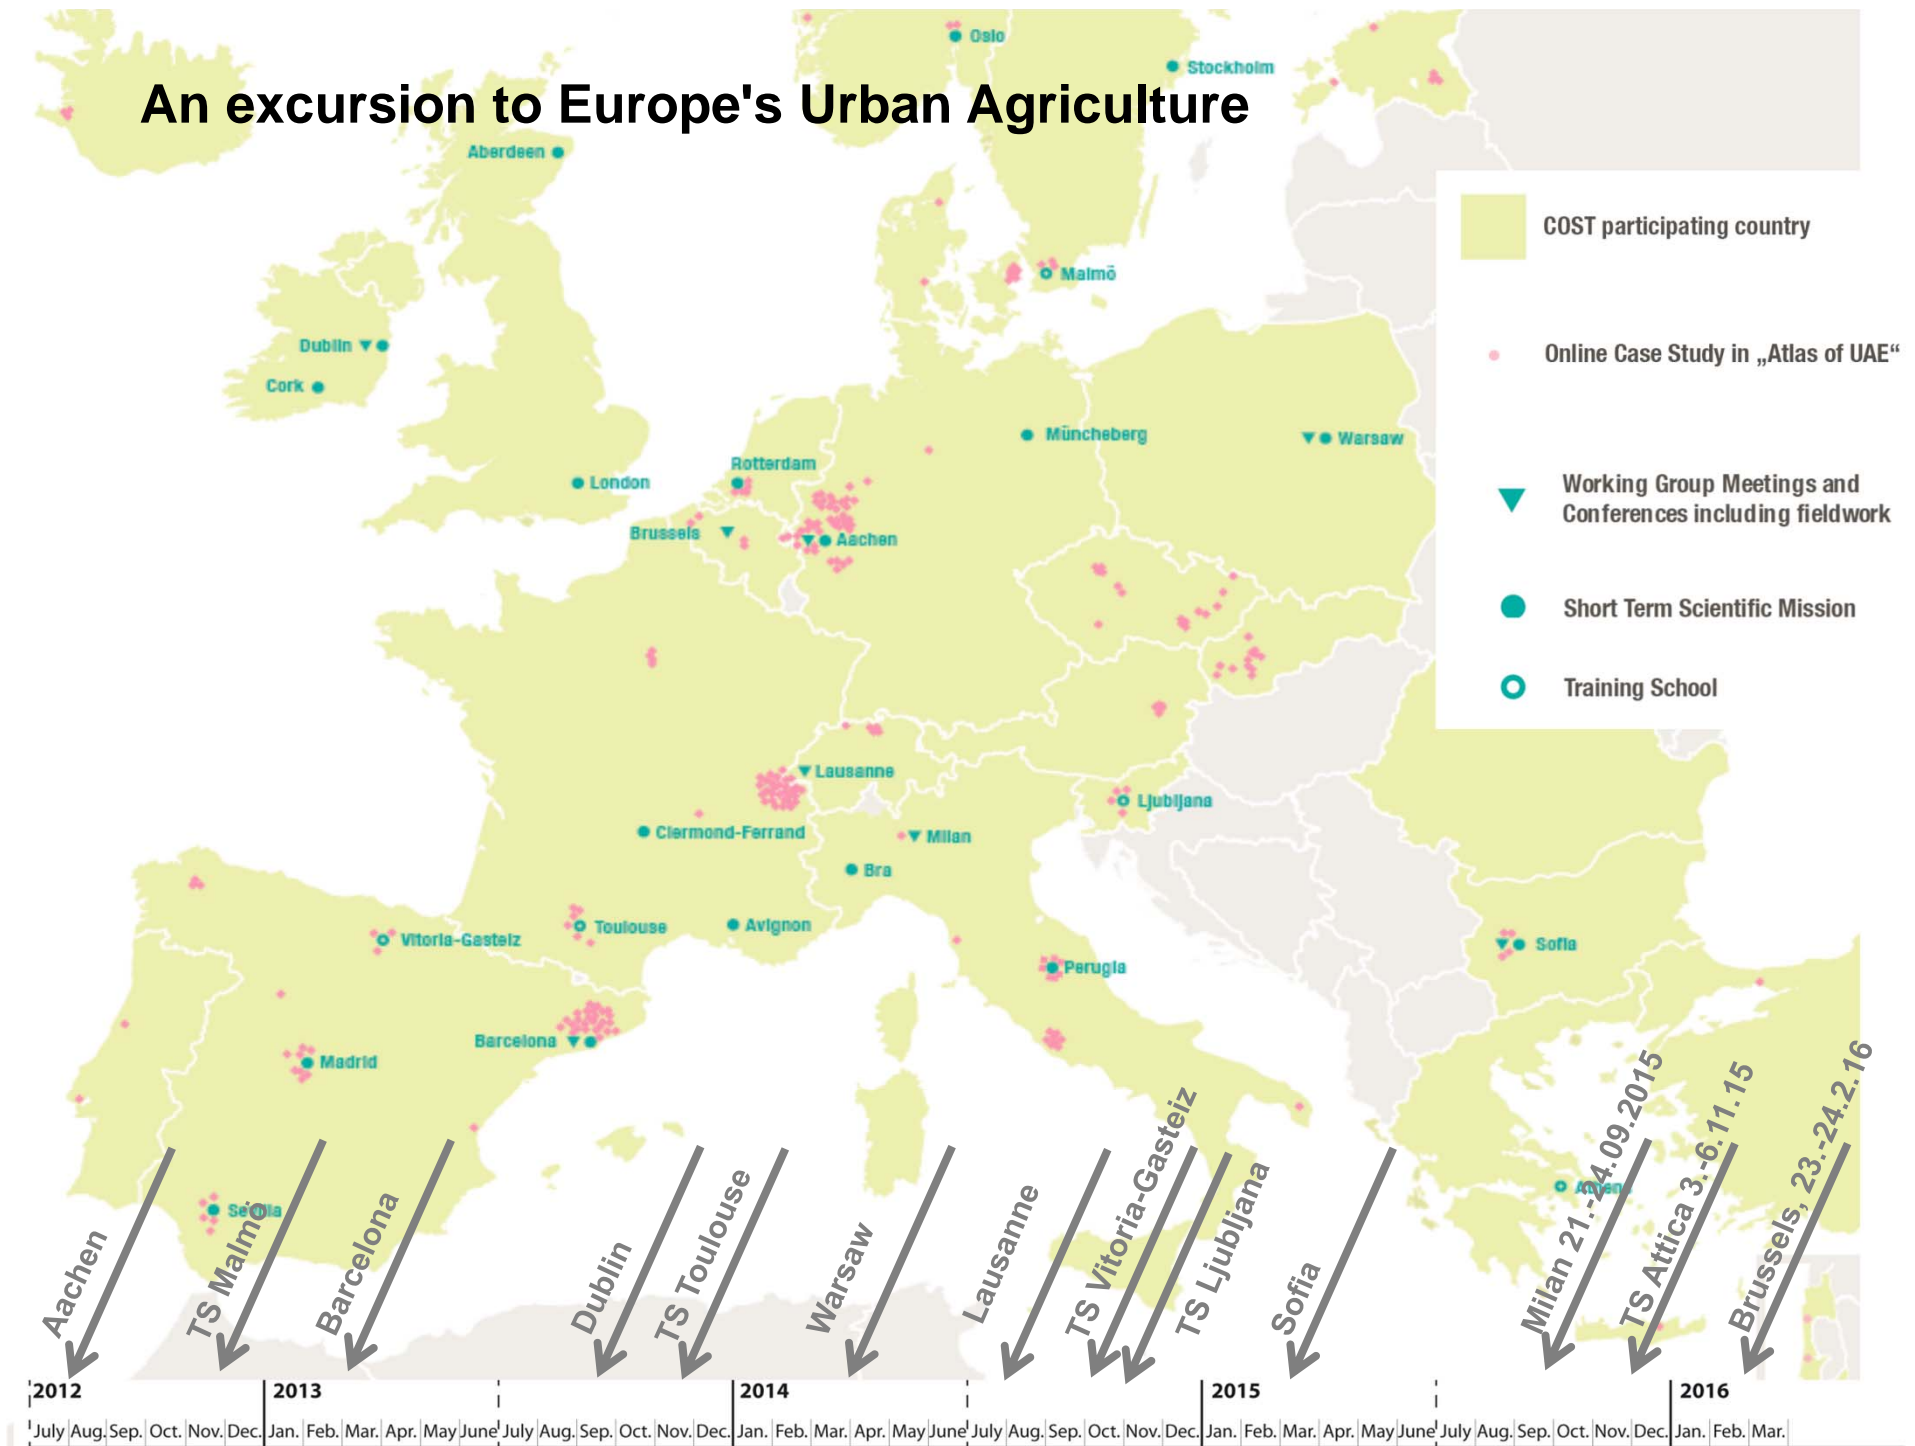 An excursion to Europe's Urban Agriculture
Oslo
Stockholm
Aberdeen
Malmö
Dublin
Cork
London
Rotterdam
Brussels
Aachen
Müncheberg
Warsaw
Lausanne
Clermond-Ferrand
Ljubljana
Milan
Bra
Toulouse
Avignon
Vitoria-Gasteiz
Perugia
Sofia
Barcelona
Madrid
Sevilla
Athens
COST participating country
Online Case Study in „Atlas of UAE“
Working Group Meetings and
Conferences including fieldwork
Short Term Scientific Mission
Training School
Aachen
TS Malmö
Barcelona
Dublin
TS Toulouse
Warsaw
Lausanne
TS Vitoria-Gasteiz
TS Ljubljana
Sofia
Milan 21.-24.09.2015
TS Attica 3.-6.11.15
Brussels, 23.-24.2.16
2012 2013 2014 2015 2016
July Aug. Sep. Oct. Nov. Dec. Jan. Feb. Mar. Apr. May June July Aug. Sep. Oct. Nov. Dec. Jan. Feb. Mar. Apr. May June July Aug. Sep. Oct. Nov. Dec. Jan. Feb. Mar. Apr. May June July Aug. Sep. Oct. Nov. Dec. Jan. Feb. Mar.